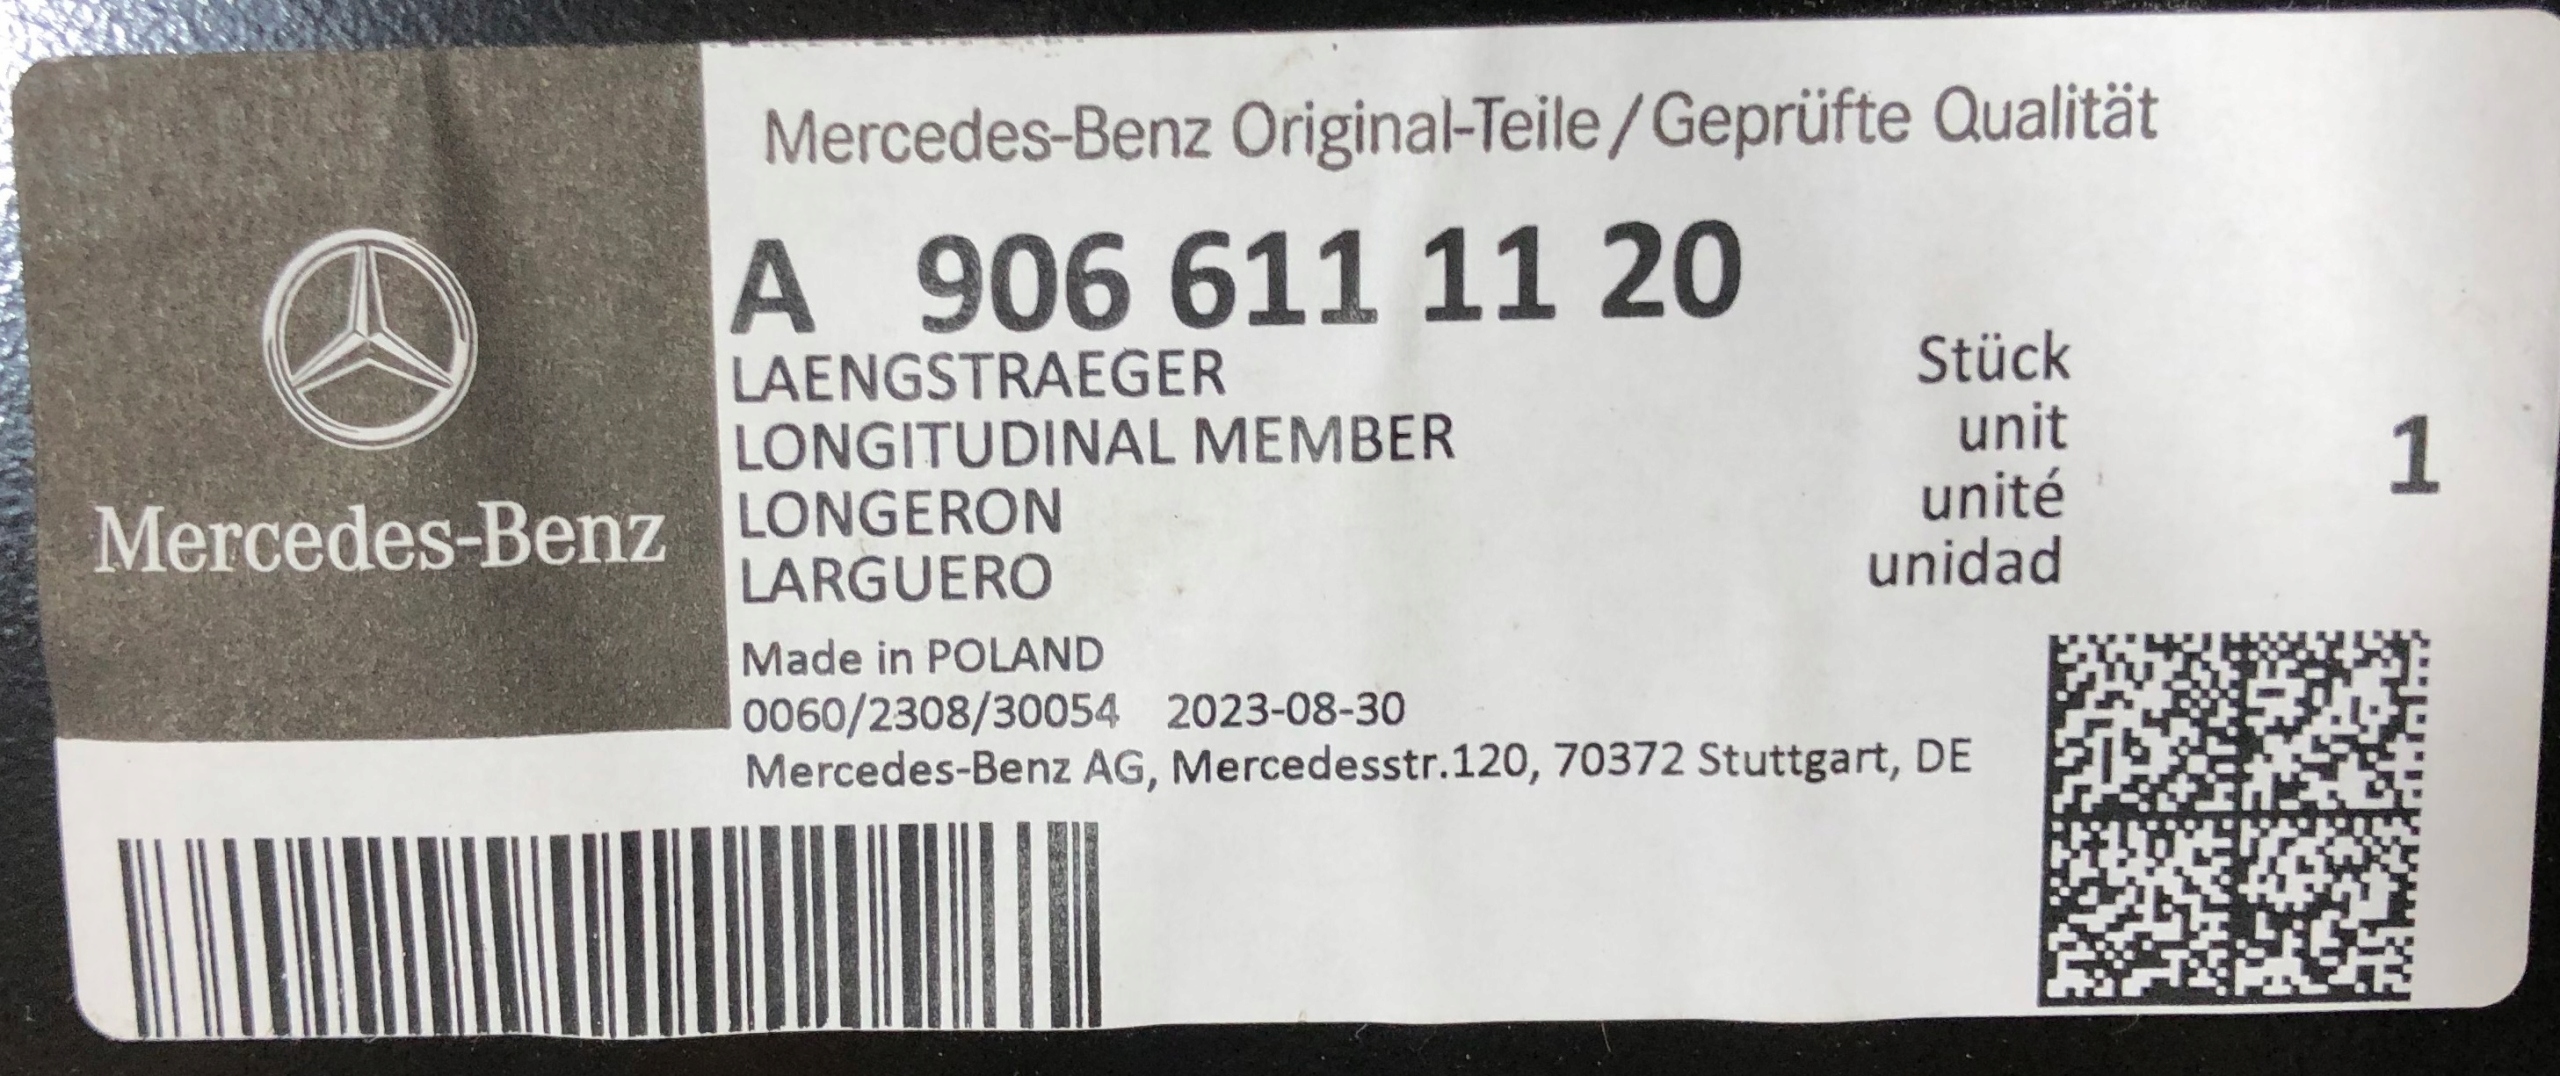 Mercedes-Benz
Mercedes-Benz Original-Teile/Geprüfte Qualität
A 906 611 11 20
LAENGSTRAEGER
LONGITUDINAL MEMBER
LONGERON
LARGUERO
Stück
unit
unité
unidad
1
Made in POLAND
0060/2308/30054 2023-08-30
Mercedes-Benz AG, Mercedesstr.120, 70372 Stuttgart, DE